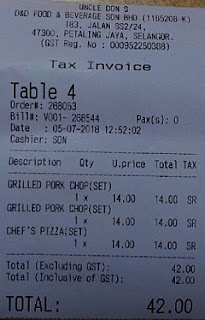 UNCLE DON S
D&D FOOD & BEVERAGE SDN BHD (1185208-K)
183, JALAN SS2/24,
47300, PETALING JAYA, SELANGOR.
(GST Reg. No : 000952250308)
Tax Invoice
Table 4
Order#: 268053
Bill#: V001- 268544 Pax(s): 0
Date : 05-07-2018 12:52:02
Cashier: SDN
Description Qty U.price Total TAX
GRILLED PORK CHOP(SET)
1 x 14.00 14.00 SR
GRILLED PORK CHOP(SET)
1 x 14.00 14.00 SR
CHEF'S PIZZA(SET)
1 x 14.00 14.00 SR
Total (Excluding GST): 42.00
Total (Inclusive of GST): 42.00
TOTAL: 42.00